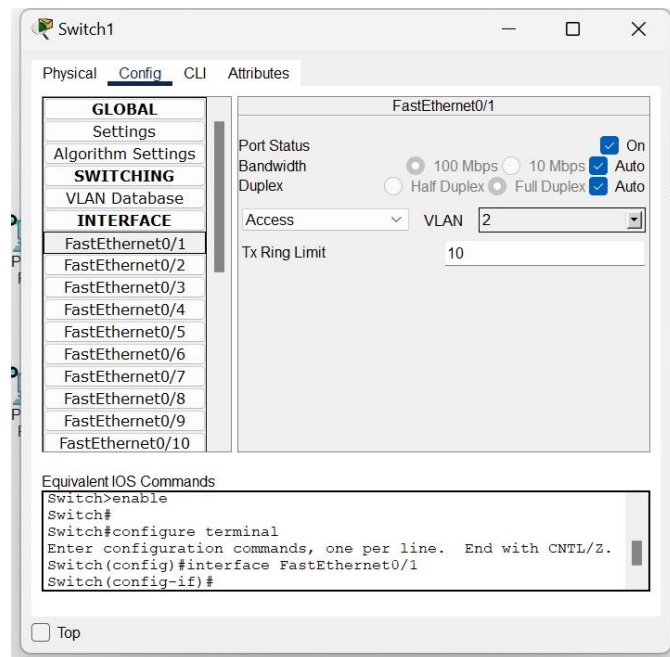 Switch1
Physical Config CLI Attributes
GLOBAL
Settings
Algorithm Settings
SWITCHING
VLAN Database
INTERFACE
FastEthernet0/1
FastEthernet0/2
FastEthernet0/3
FastEthernet0/4
FastEthernet0/5
FastEthernet0/6
FastEthernet0/7
FastEthernet0/8
FastEthernet0/9
FastEthernet0/10
FastEthernet0/1
Port Status On
Bandwidth 100 Mbps 10 Mbps Auto
Duplex Half Duplex Full Duplex Auto
Access VLAN 2
Tx Ring Limit 10
Equivalent IOS Commands
Switch>enable
Switch#
Switch#configure terminal
Enter configuration commands, one per line. End with CNTL/Z.
Switch(config)#interface FastEthernet0/1
Switch(config-if)#
Top